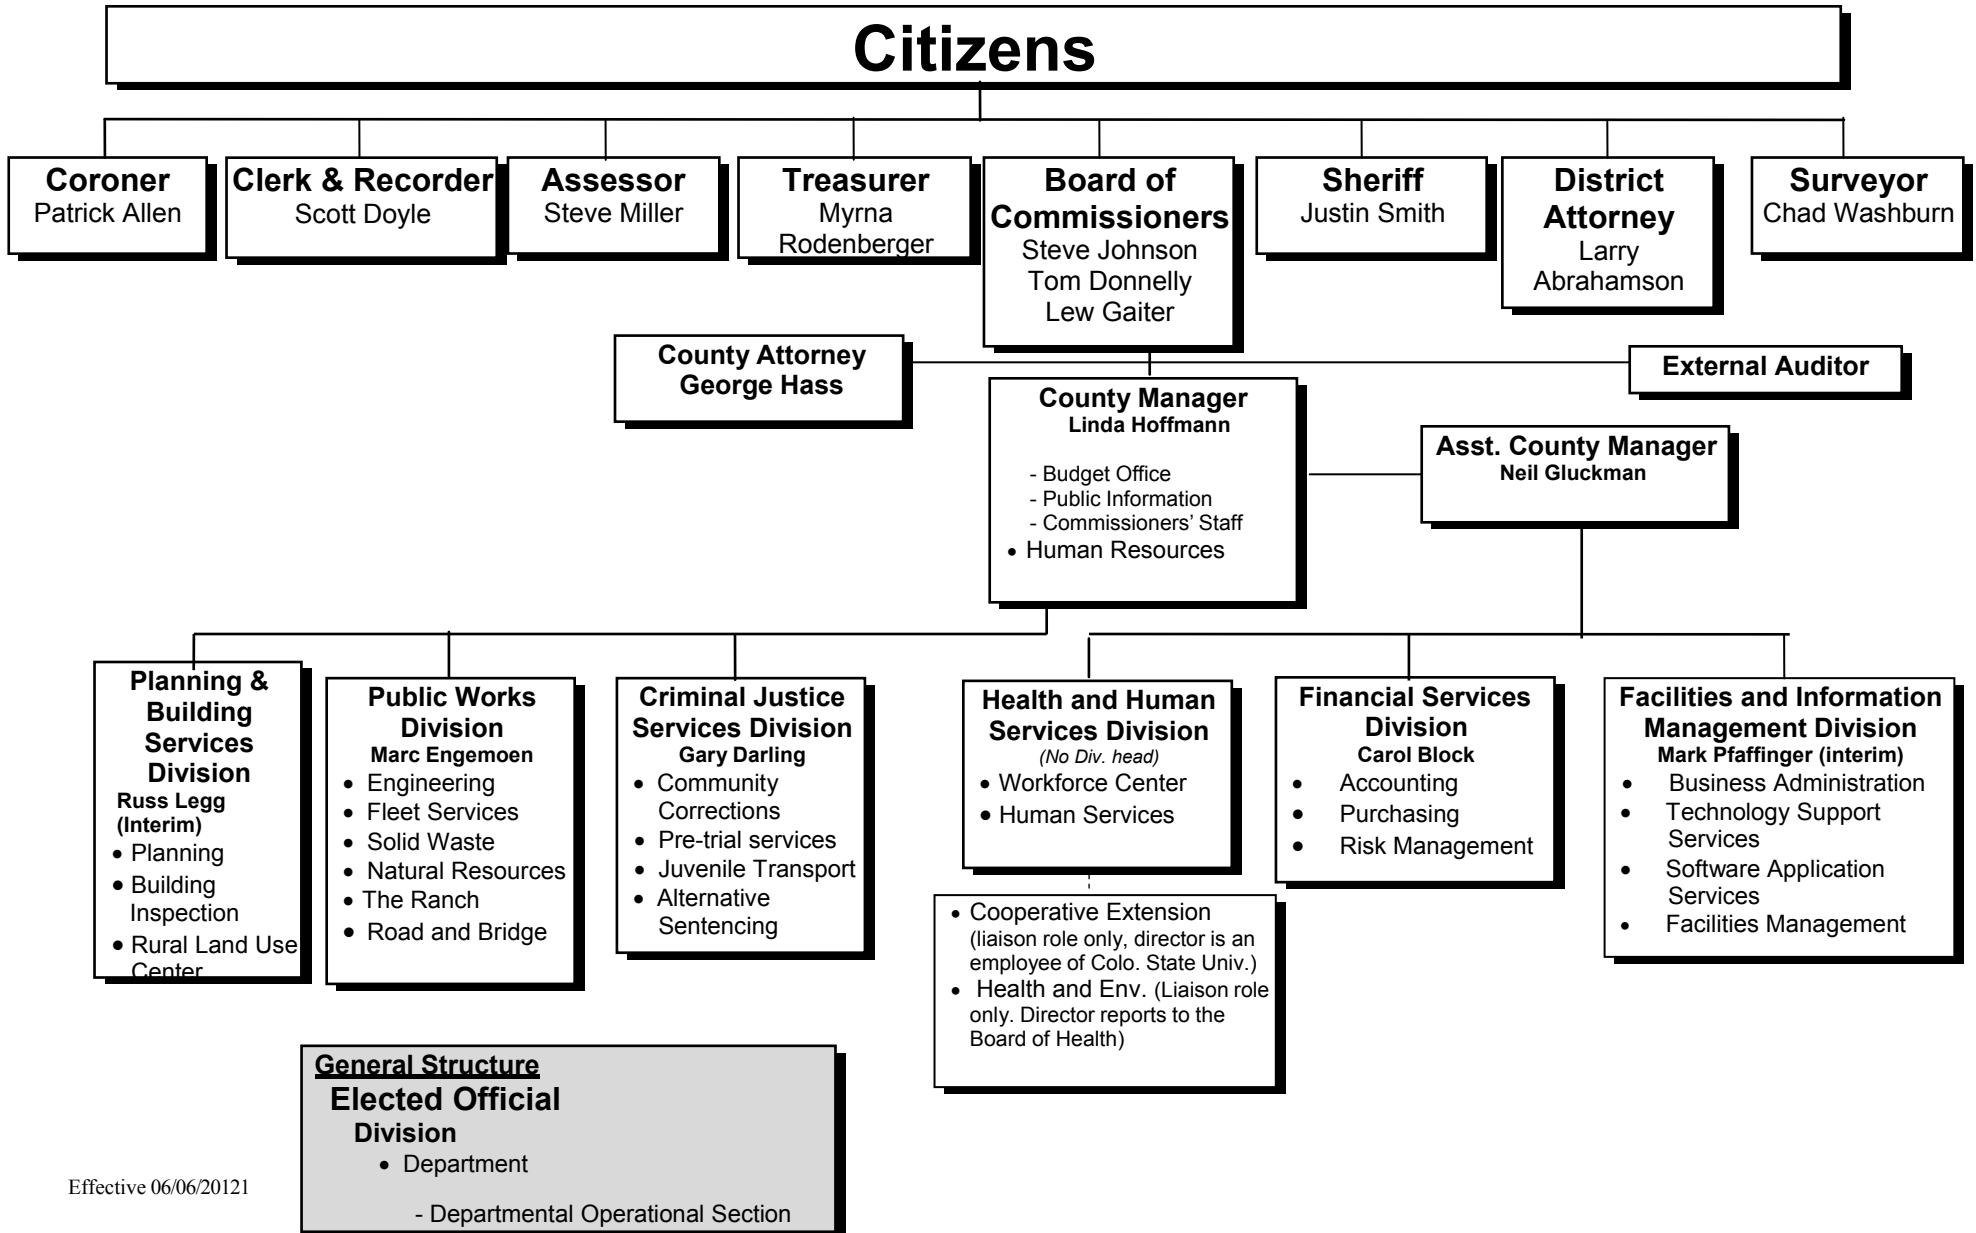 Citizens
Coroner
Patrick Allen
Clerk & Recorder
Scott Doyle
Assessor
Steve Miller
Treasurer
Myrna
Rodenberger
Board of
Commissioners
Steve Johnson
Tom Donnelly
Lew Gaiter
Sheriff
Justin Smith
District
Attorney
Larry
Abrahamson
Surveyor
Chad Washburn
County Attorney
George Hass
External Auditor
County Manager
Linda Hoffmann
- Budget Office
- Public Information
- Commissioners’ Staff
• Human Resources
Asst. County Manager
Neil Gluckman
Planning &
Building
Services
Division
Russ Legg
(Interim)
• Planning
• Building
Inspection
• Rural Land Use
Center
Public Works
Division
Marc Engemoen
• Engineering
• Fleet Services
• Solid Waste
• Natural Resources
• The Ranch
• Road and Bridge
Criminal Justice
Services Division
Gary Darling
• Community
Corrections
• Pre-trial services
• Juvenile Transport
• Alternative
Sentencing
Health and Human
Services Division
(No Div. head)
• Workforce Center
• Human Services
• Cooperative Extension
(liaison role only, director is an
employee of Colo. State Univ.)
• Health and Env. (Liaison role
only. Director reports to the
Board of Health)
Financial Services
Division
Carol Block
• Accounting
• Purchasing
• Risk Management
Facilities and Information
Management Division
Mark Pfaffinger (interim)
• Business Administration
• Technology Support
Services
• Software Application
Services
• Facilities Management
General Structure
Elected Official
Division
• Department
- Departmental Operational Section
Effective 06/06/20121